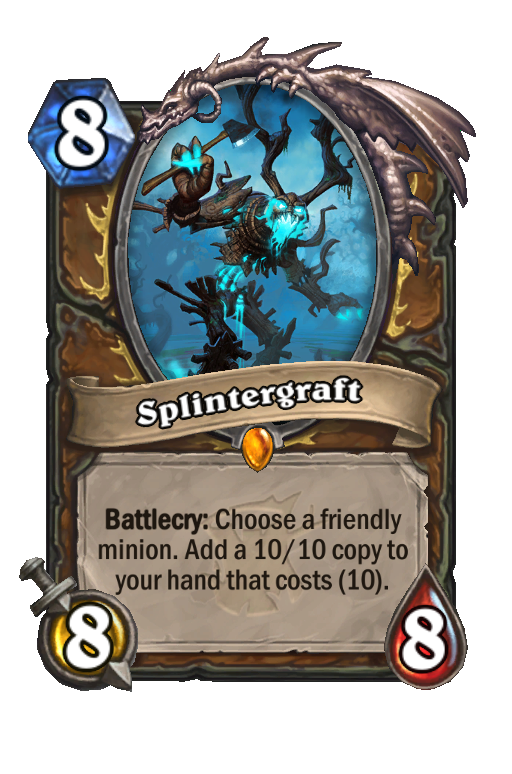 8
Splintergraft
Battlecry: Choose a friendly
minion. Add a 10/10 copy to
your hand that costs (10).
8
8